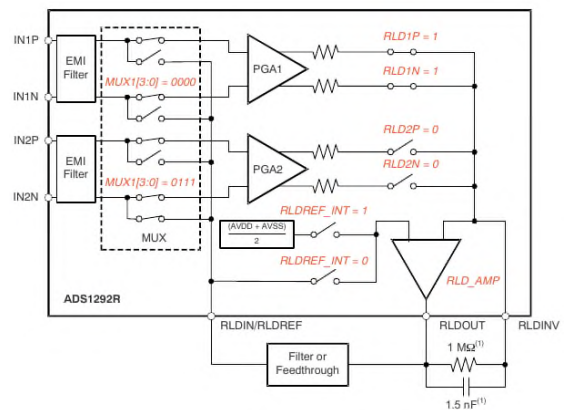 IN1P
EMI
Filter
IN1N
MUX1[3:0] = 0000
PGA1
RLD1P = 1
RLD1N = 1
IN2P
EMI
Filter
IN2N
MUX1[3:0] = 0111
PGA2
RLD2P = 0
RLD2N = 0
MUX
(AVDD + AVSS)
2
RLDREF_INT = 1
RLDREF_INT = 0
RLD_AMP
ADS1292R
RLDIN/RLDREF
RLDOUT
RLDINV
Filter or
Feedthrough
1 MΩ(1)
1.5 nF(1)